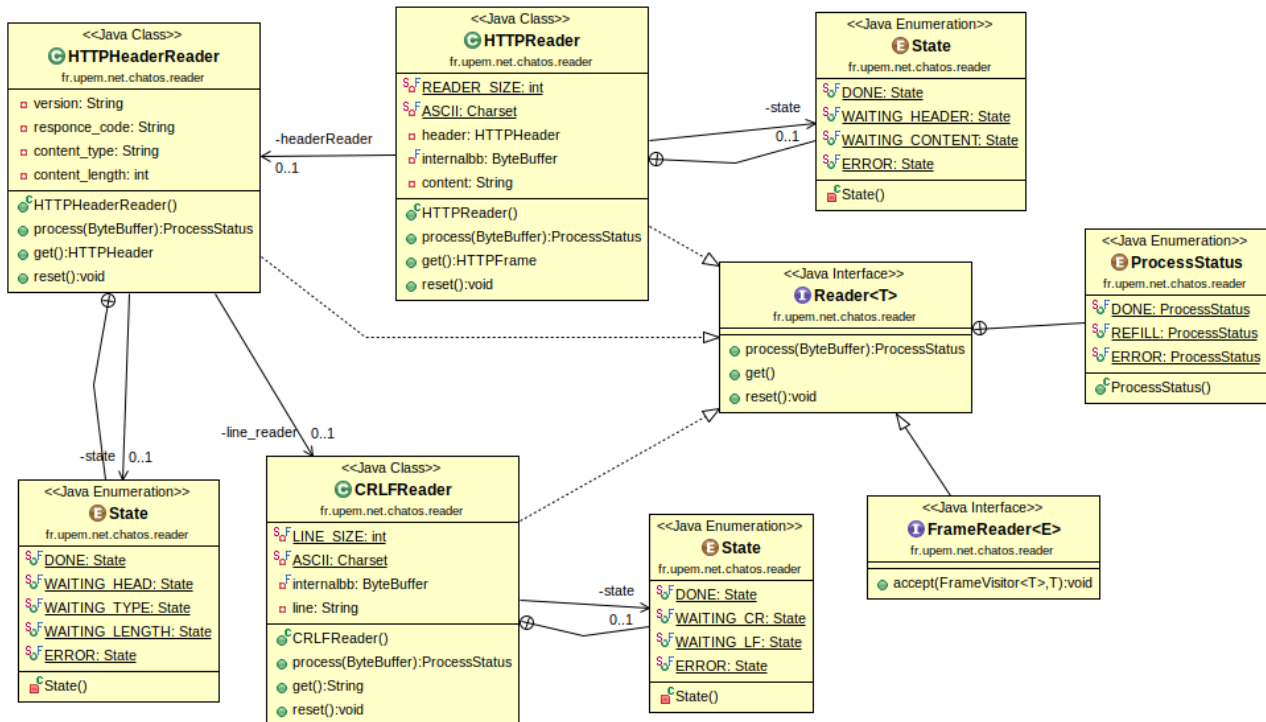 <<Java Class>>
HTTPHeaderReader
fr.upem.net.chatos.reader
version: String
responce_code: String
content_type: String
content_length: int
HTTPHeaderReader()
process(ByteBuffer):ProcessStatus
get():HTTPHeader
reset():void
-headerReader
0..1
<<Java Class>>
HTTPReader
fr.upem.net.chatos.reader
READER_SIZE: int
ASCII: Charset
header: HTTPHeader
internalbb: ByteBuffer
content: String
HTTPReader()
process(ByteBuffer):ProcessStatus
get():HTTPFrame
reset():void
-state
0..1
<<Java Enumeration>>
State
fr.upem.net.chatos.reader
DONE: State
WAITING_HEADER: State
WAITING_CONTENT: State
ERROR: State
State()
<<Java Interface>>
Reader<T>
fr.upem.net.chatos.reader
process(ByteBuffer):ProcessStatus
get()
reset():void
<<Java Enumeration>>
ProcessStatus
fr.upem.net.chatos.reader
DONE: ProcessStatus
REFILL: ProcessStatus
ERROR: ProcessStatus
ProcessStatus()
-state
0..1
-line_reader
0..1
<<Java Enumeration>>
State
fr.upem.net.chatos.reader
DONE: State
WAITING_HEAD: State
WAITING_TYPE: State
WAITING_LENGTH: State
ERROR: State
State()
<<Java Class>>
CRLFReader
fr.upem.net.chatos.reader
LINE_SIZE: int
ASCII: Charset
internalbb: ByteBuffer
line: String
CRLFReader()
process(ByteBuffer):ProcessStatus
get():String
reset():void
-state
0..1
<<Java Enumeration>>
State
fr.upem.net.chatos.reader
DONE: State
WAITING_CR: State
WAITING_LF: State
ERROR: State
State()
<<Java Interface>>
FrameReader<E>
fr.upem.net.chatos.reader
accept(FrameVisitor<T>,T):void